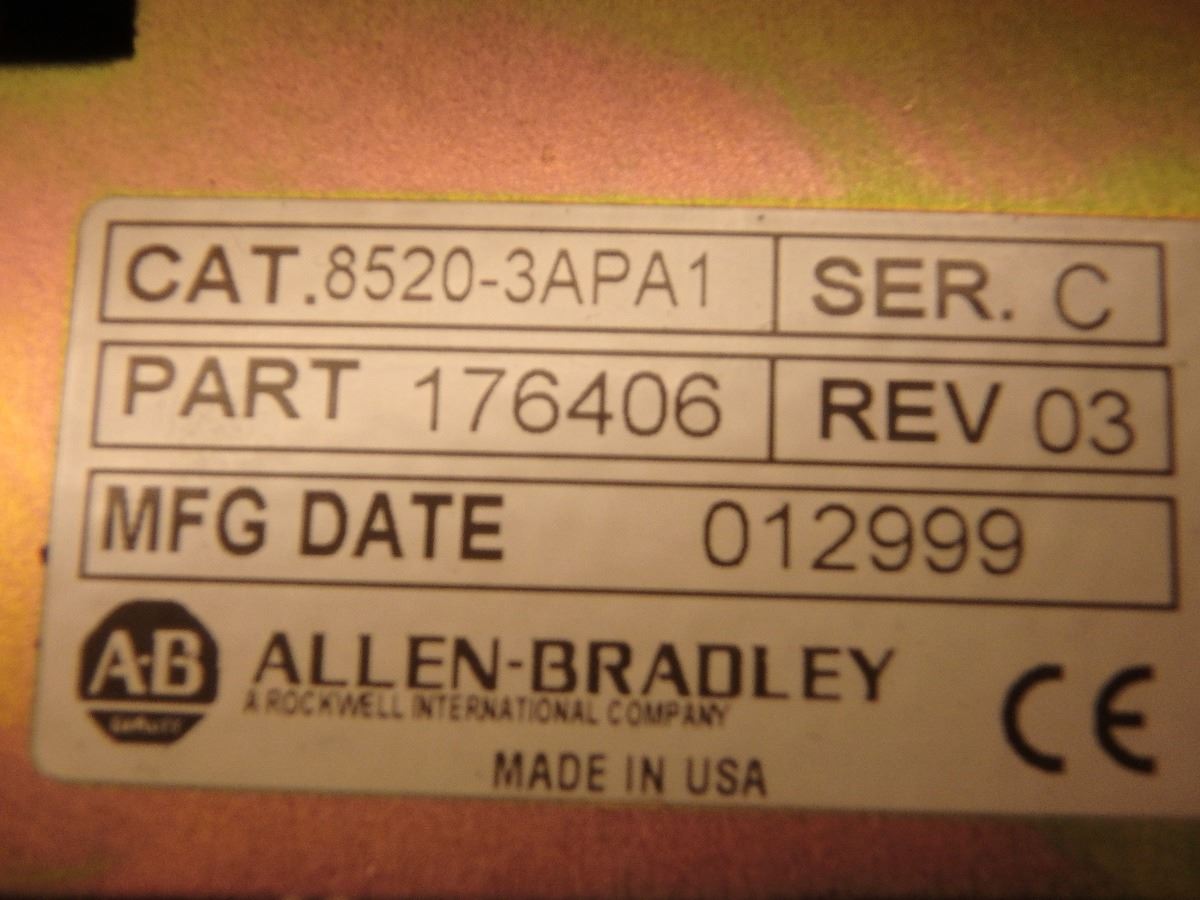 CAT. 8520-3APA1 SER. C
PART 176406 REV 03
MFG DATE 012999
A-B
QUALITY
ALLEN-BRADLEY
A ROCKWELL INTERNATIONAL COMPANY
CE
MADE IN USA